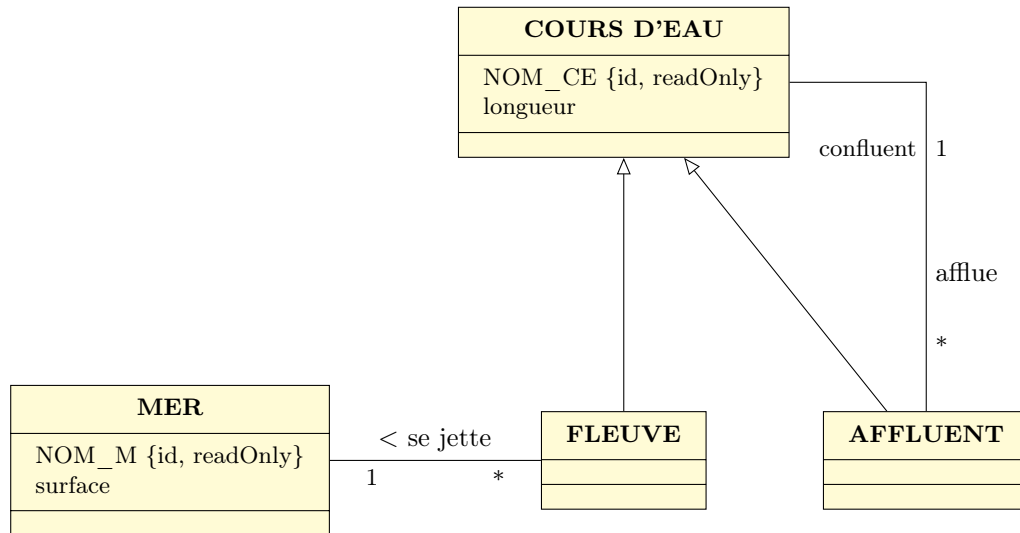 COURS D'EAU
NOM_CE {id, readOnly}
longueur
confluent
1
afflue
*
MER
NOM_M {id, readOnly}
surface
< se jette
1
*
FLEUVE
AFFLUENT